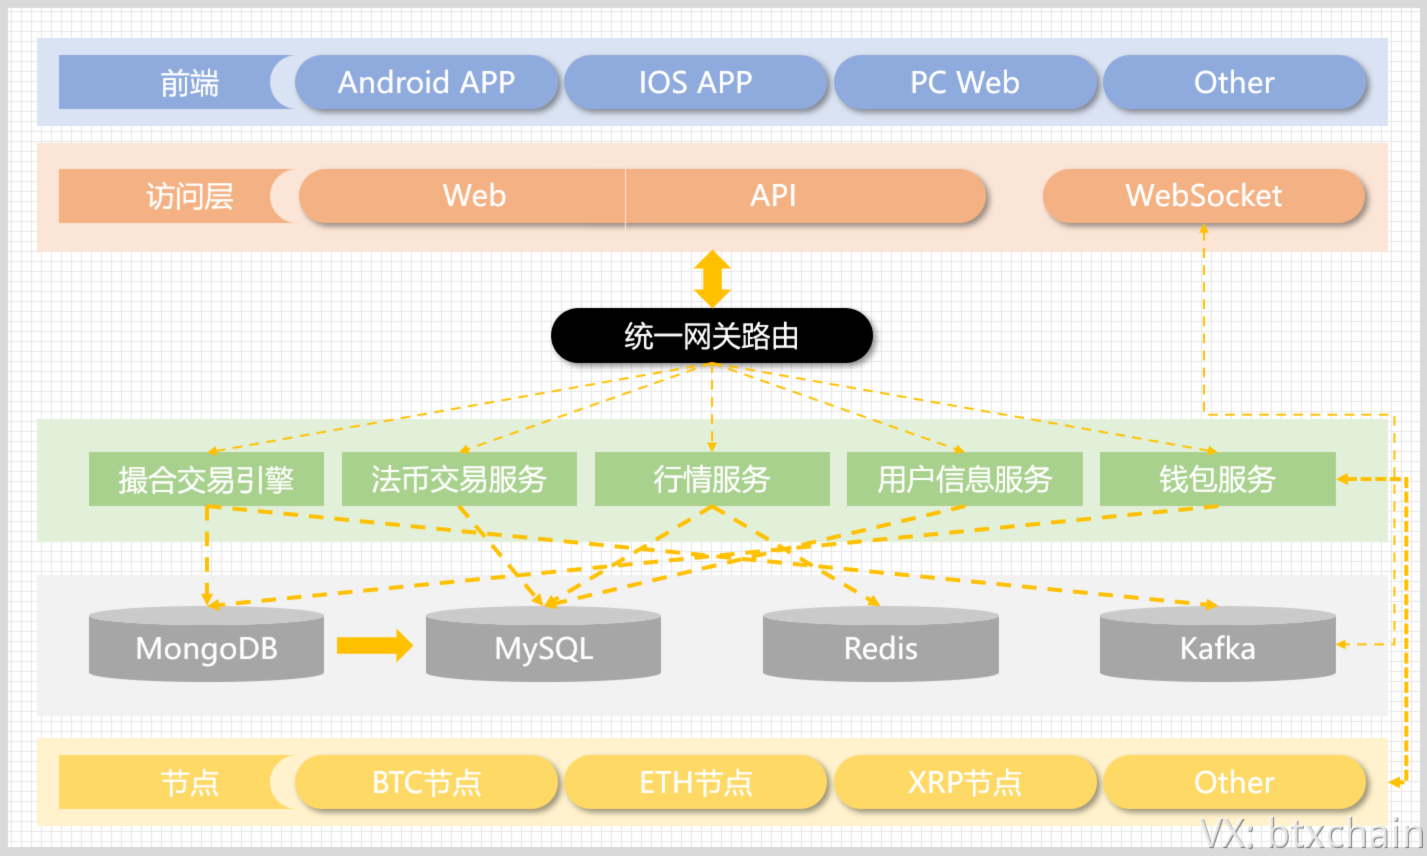 前端 Android APP IOS APP PC Web Other
访问层 Web API WebSocket
统一网关路由
撮合交易引擎 法币交易服务 行情服务 用户信息服务 钱包服务
MongoDB MySQL Redis Kafka
节点 BTC节点 ETH节点 XRP节点 Other
VX: btxchain